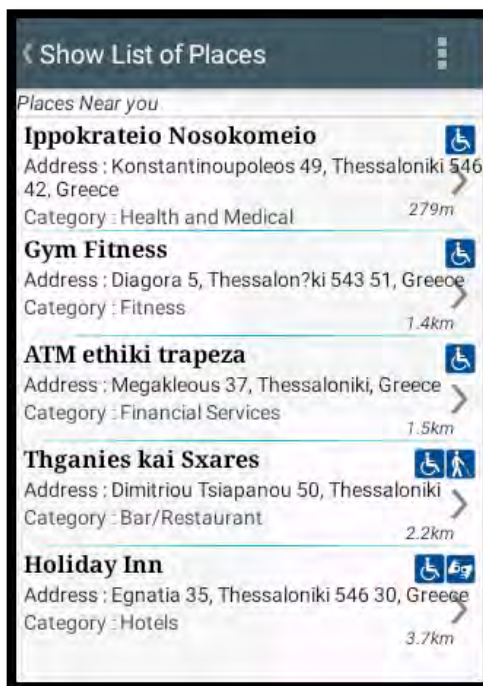 Show List of Places
Places Near you
Ippokrateio Nosokomeio
Address : Konstantinoupoleos 49, Thessaloniki 546
42, Greece
Category : Health and Medical
279m
Gym Fitness
Address : Diagora 5, Thessalon?ki 543 51, Greece
Category : Fitness
1.4km
ATM ethiki trapeza
Address : Megakleous 37, Thessaloniki, Greece
Category : Financial Services
1.5km
Thganies kai Sxares
Address : Dimitriou Tsiapanou 50, Thessaloniki
Category : Bar/Restaurant
2.2km
Holiday Inn
Address : Egnatia 35, Thessaloniki 546 30, Greece
Category : Hotels
3.7km